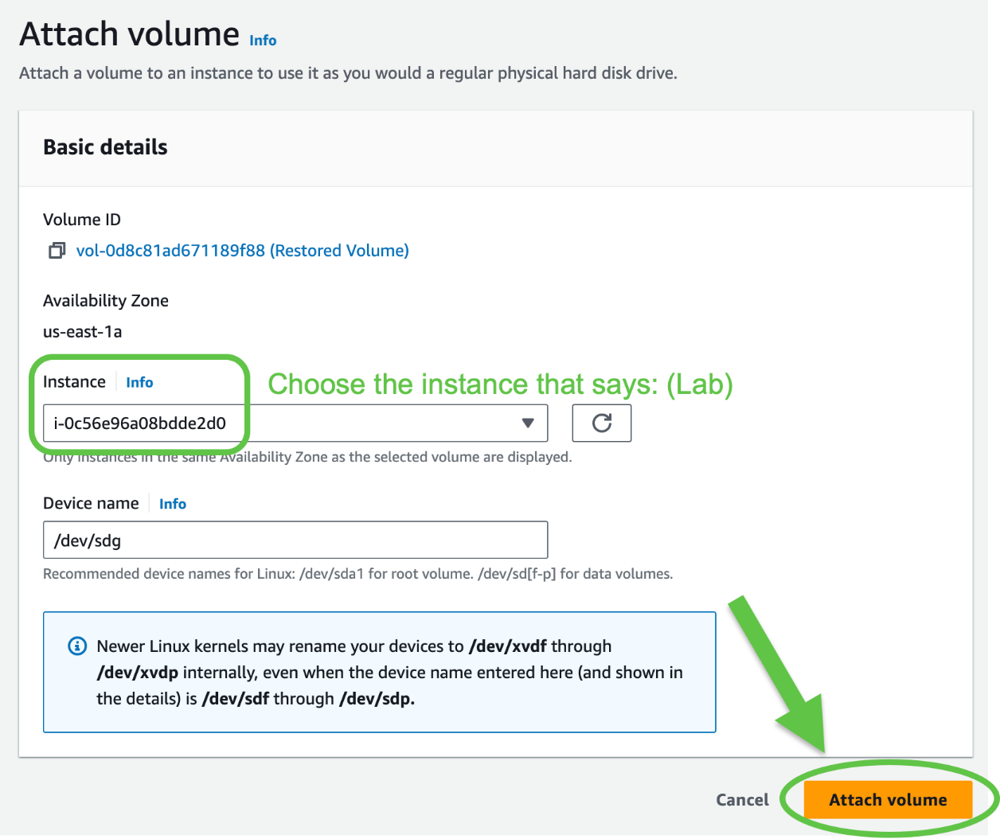 Attach volume Info
Attach a volume to an instance to use it as you would a regular physical hard disk drive.
Basic details
Volume ID
vol-0d8c81ad671189f88 (Restored Volume)
Availability Zone
us-east-1a
Instance Info
Choose the instance that says: (Lab)
i-0c56e96a08bdde2d0
Only instances in the same Availability Zone as the selected volume are displayed.
Device name Info
/dev/sdg
Recommended device names for Linux: /dev/sda1 for root volume. /dev/sd[f-p] for data volumes.
Newer Linux kernels may rename your devices to /dev/xvdf through
/dev/xvdp internally, even when the device name entered here (and shown in
the details) is /dev/sdf through /dev/sdp.
Cancel
Attach volume